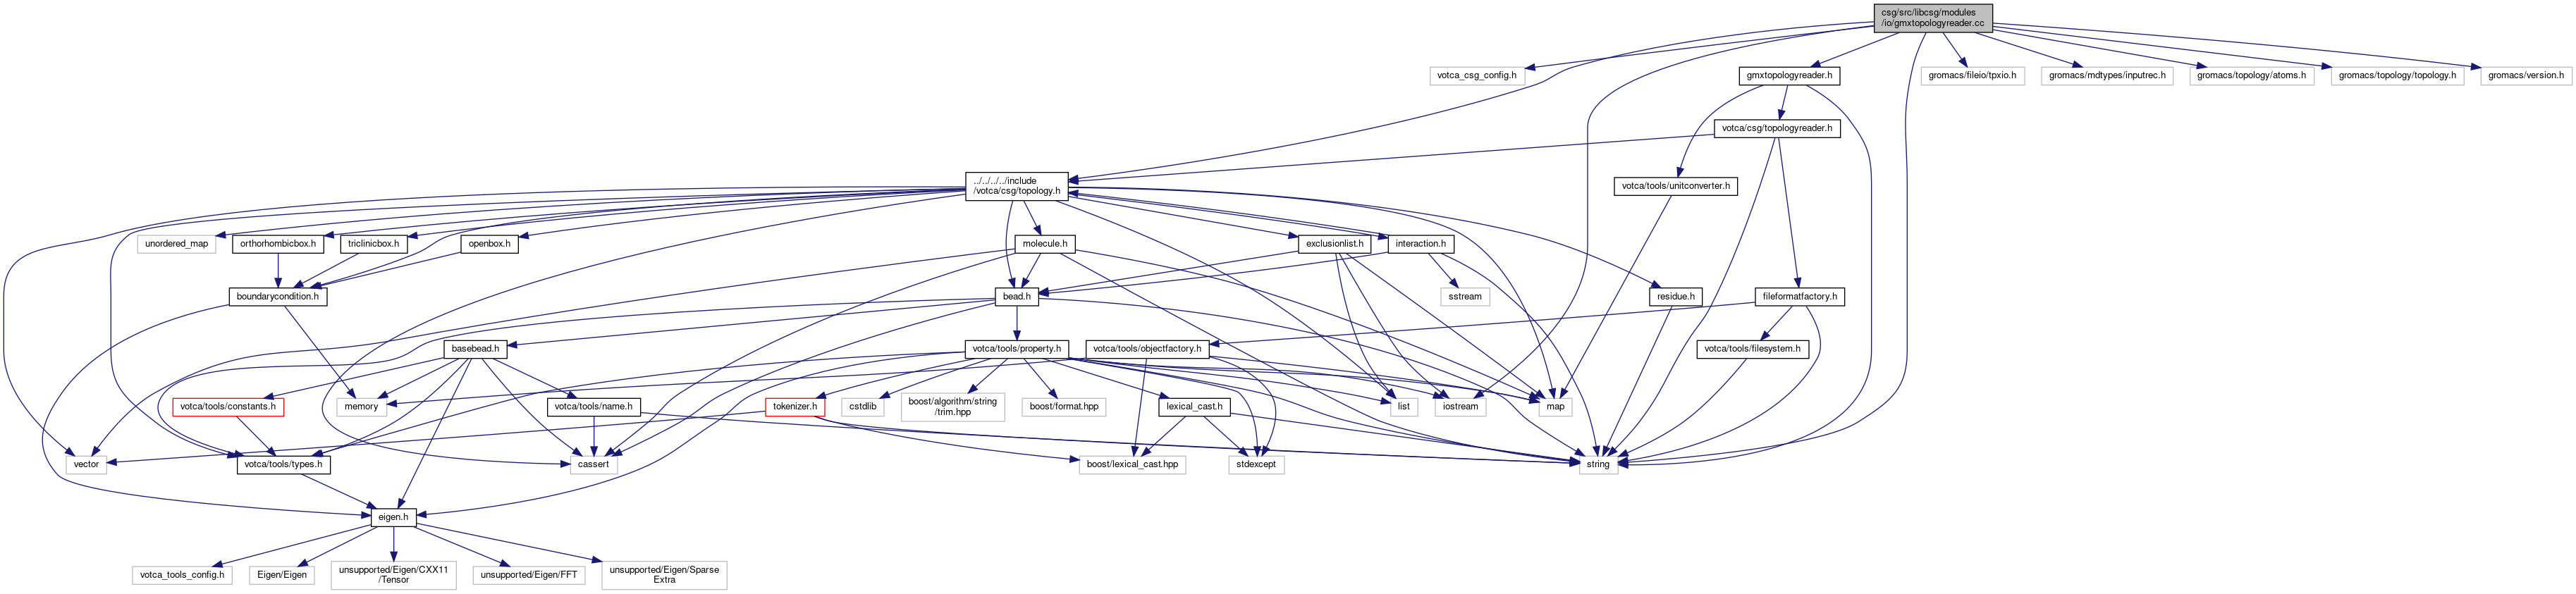 csg/src/libcsg/modules
/io/gmxtopologyreader.cc
votca_csg_config.h
gmxtopologyreader.h
gromacs/fileio/tpxio.h
gromacs/mdtypes/inputrec.h
gromacs/topology/atoms.h
gromacs/topology/topology.h
gromacs/version.h
votca/csg/topologyreader.h
../../../../include
/votca/csg/topology.h
votca/tools/unitconverter.h
unordered_map
orthorhombicbox.h
triclinicbox.h
openbox.h
molecule.h
exclusionlist.h
interaction.h
boundarycondition.h
bead.h
sstream
residue.h
fileformatfactory.h
basebead.h
votca/tools/property.h
votca/tools/objectfactory.h
votca/tools/filesystem.h
votca/tools/constants.h
memory
votca/tools/name.h
tokenizer.h
cstdlib
boost/algorithm/string
/trim.hpp
boost/format.hpp
lexical_cast.h
list
iostream
map
vector
votca/tools/types.h
cassert
boost/lexical_cast.hpp
stdexcept
string
eigen.h
votca_tools_config.h
Eigen/Eigen
unsupported/Eigen/CXX11
/Tensor
unsupported/Eigen/FFT
unsupported/Eigen/Sparse
Extra